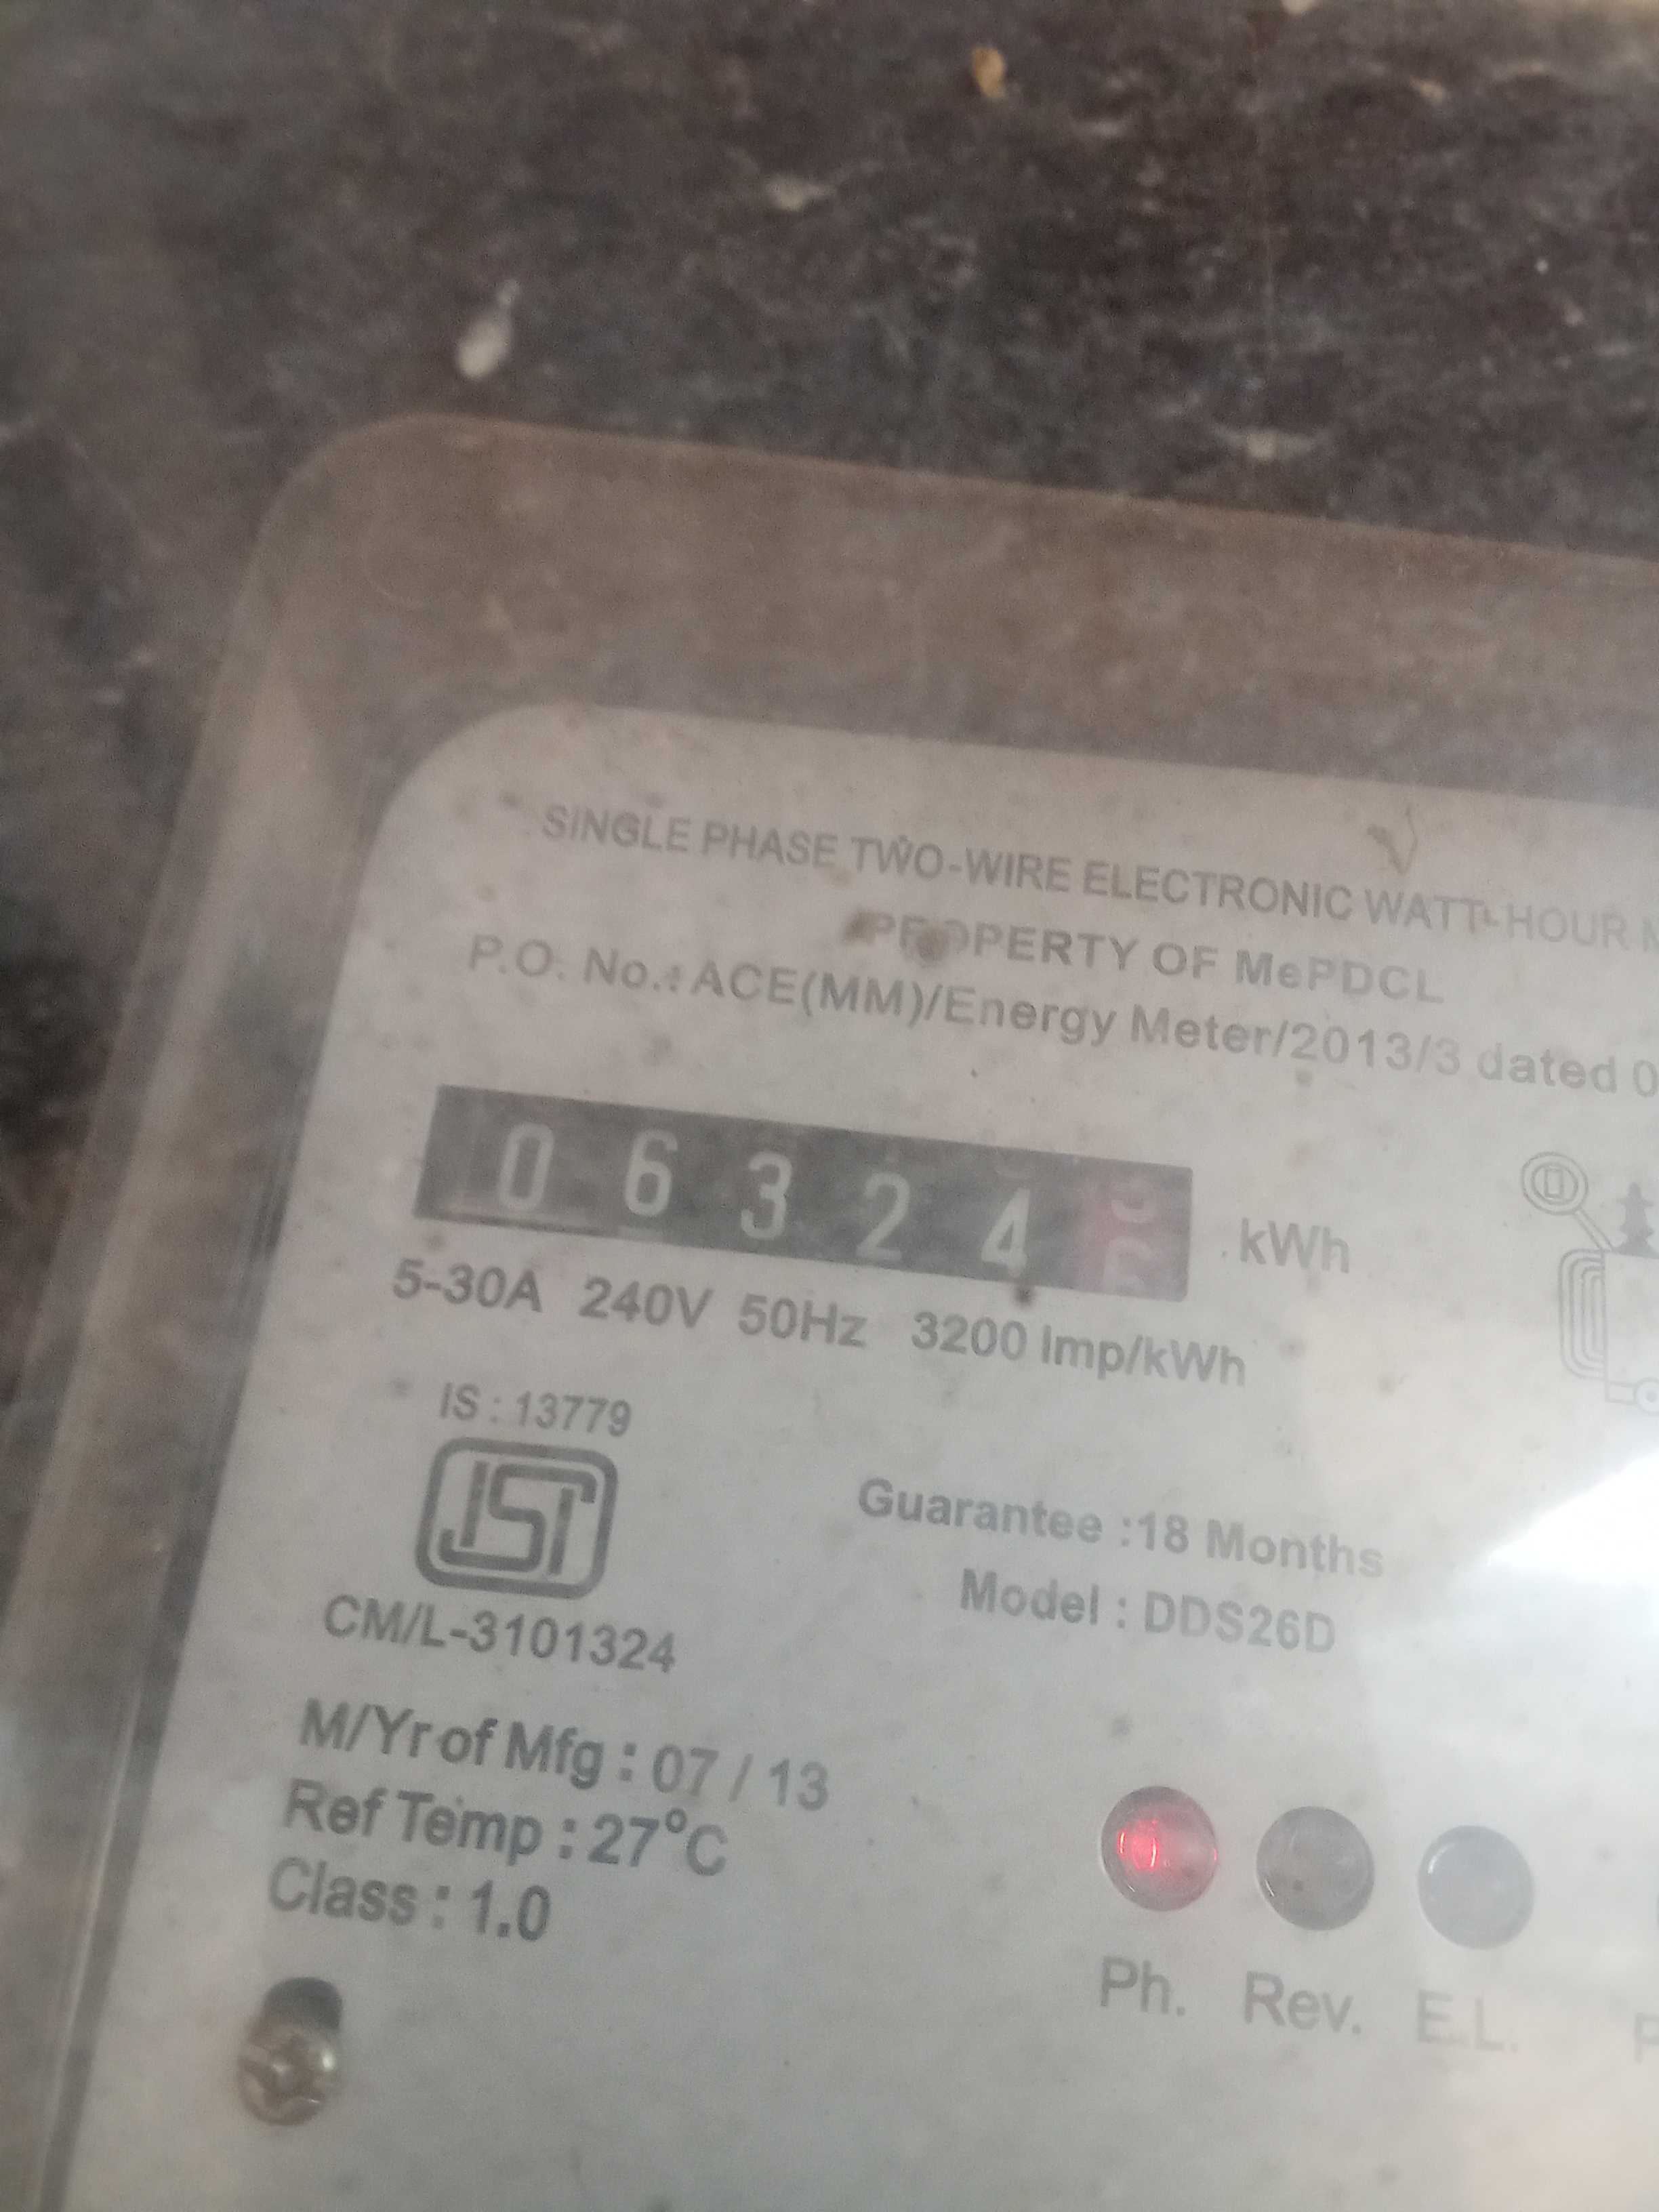 SINGLE PHASE TWO-WIRE ELECTRONIC WATT-HOUR
PROPERTY OF MePDCL
P.O. No.: ACE(MM)/Energy Meter/2013/3 dated 0
0 6 3 2 4 kWh
5-30A 240V 50Hz 3200 Imp/kWh
IS : 13779
ISI
Guarantee :18 Months
Model : DDS26D
CM/L-3101324
M/Yr of Mfg : 07 / 13
Ref Temp : 27°C
Class : 1.0
Ph. Rev. E.L.